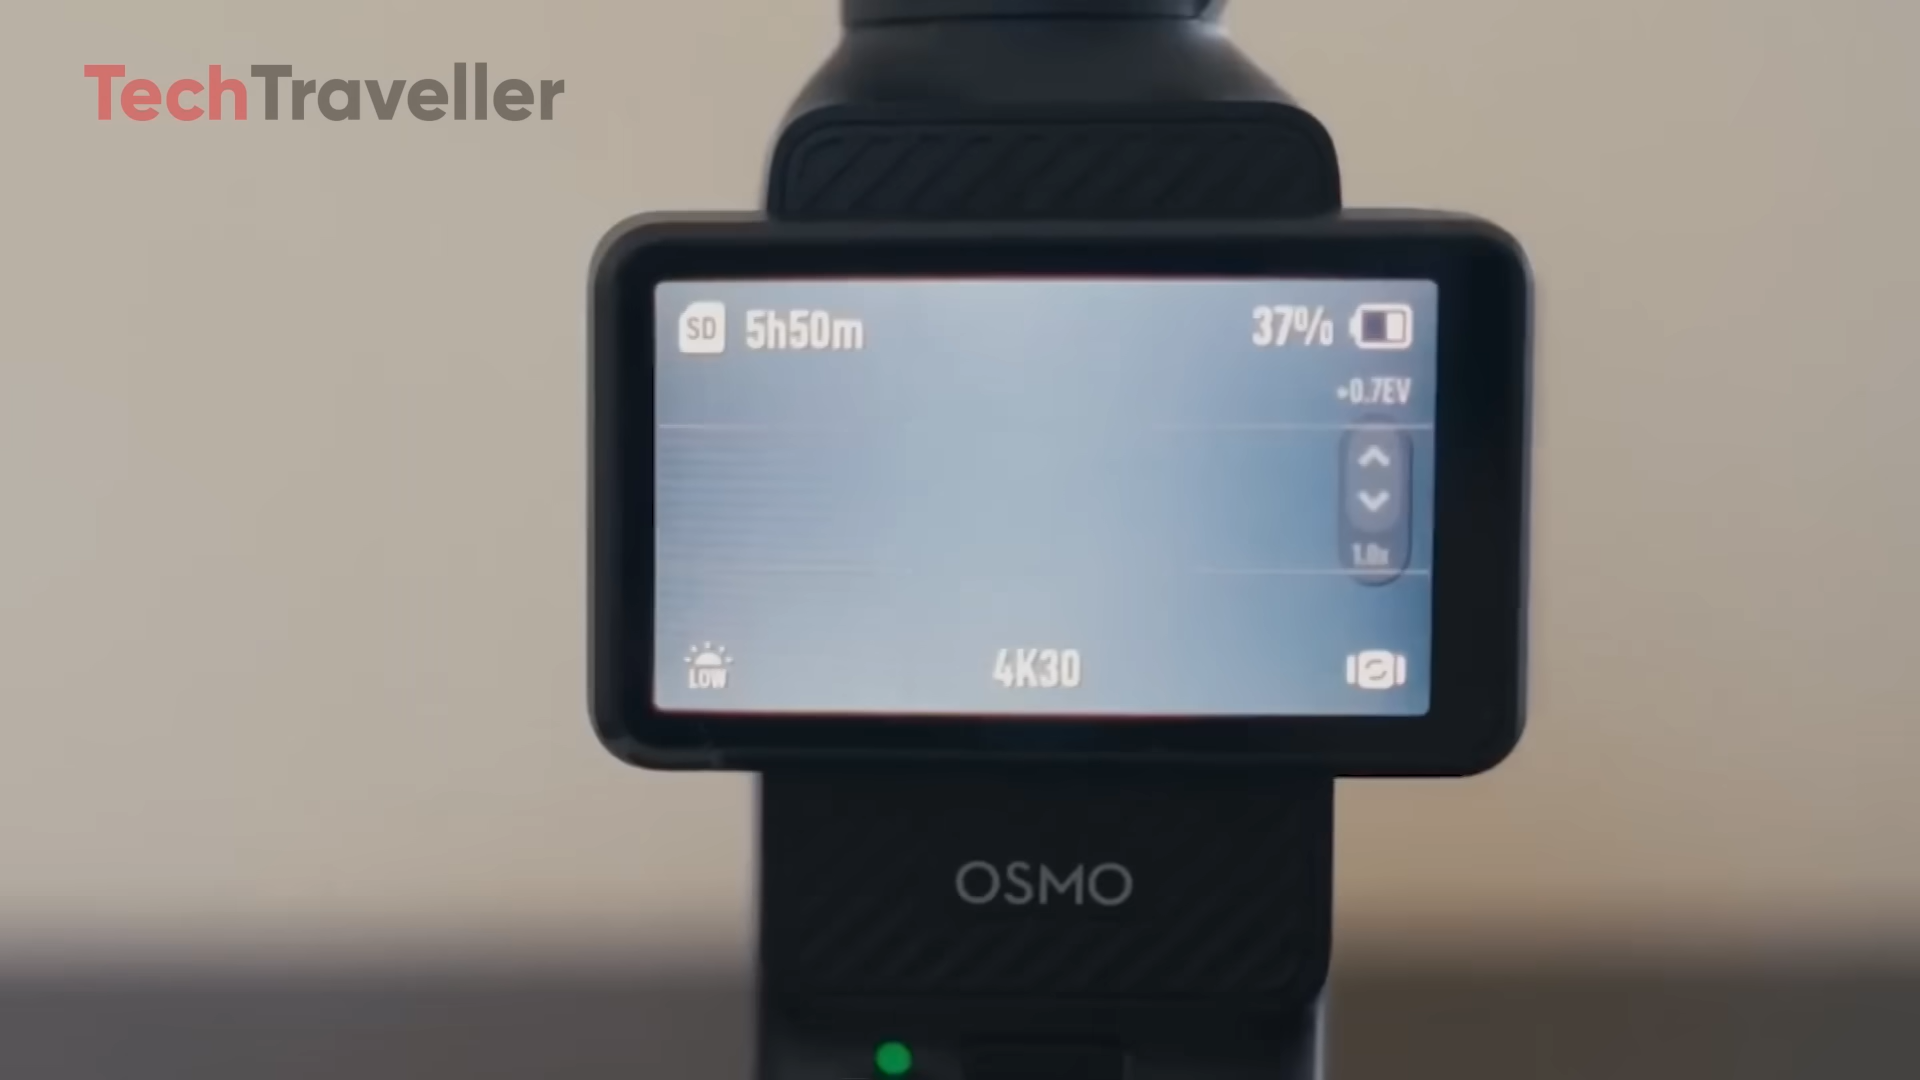 TechTraveller
SD 5h50m
37%
+0.7EV
1.0x
LOW
4K30
OSMO